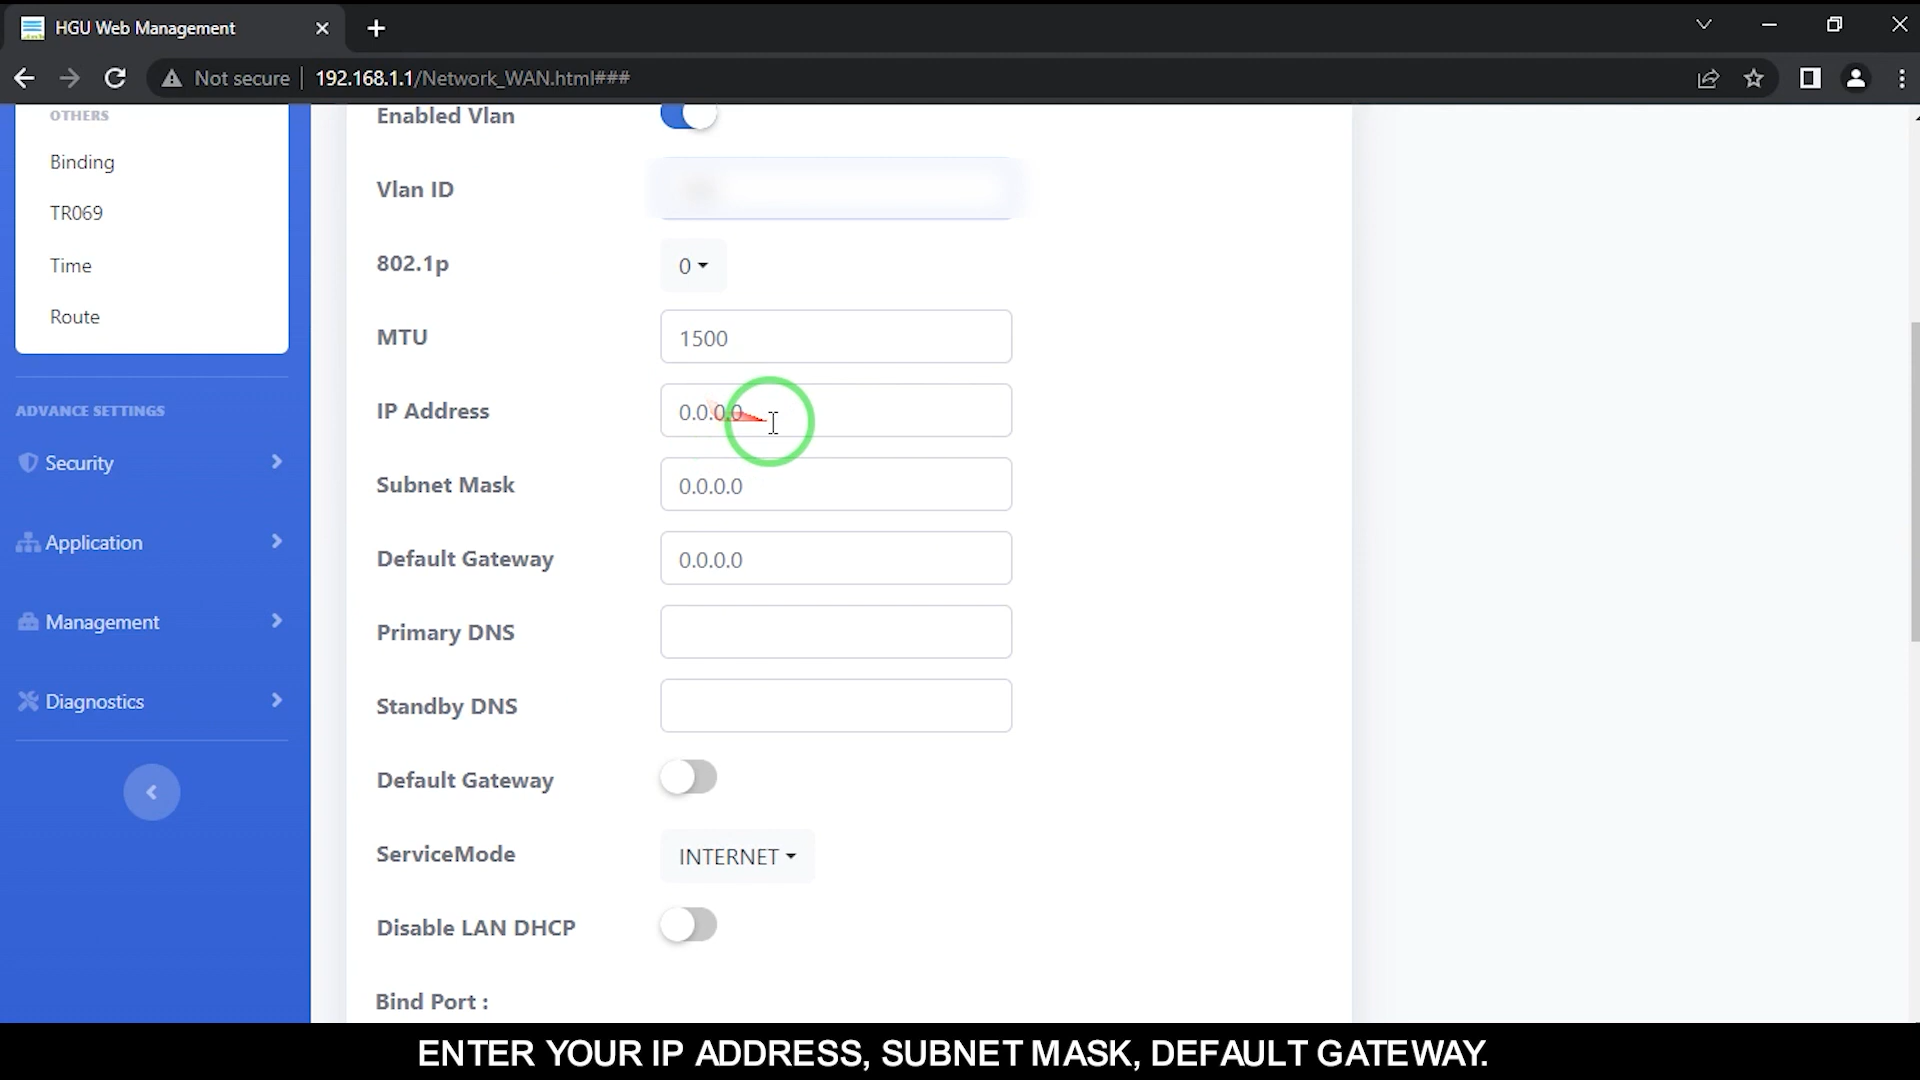 HGU Web Management
Not secure
192.168.1.1/Network_WAN.html###
OTHERS
Binding
TR069
Time
Route
ADVANCE SETTINGS
Security
Application
Management
Diagnostics
Enabled Vlan
Vlan ID
802.1p 0
MTU 1500
IP Address 0.0.0.0
Subnet Mask 0.0.0.0
Default Gateway 0.0.0.0
Primary DNS
Standby DNS
Default Gateway
ServiceMode INTERNET
Disable LAN DHCP
Bind Port :
ENTER YOUR IP ADDRESS, SUBNET MASK, DEFAULT GATEWAY.